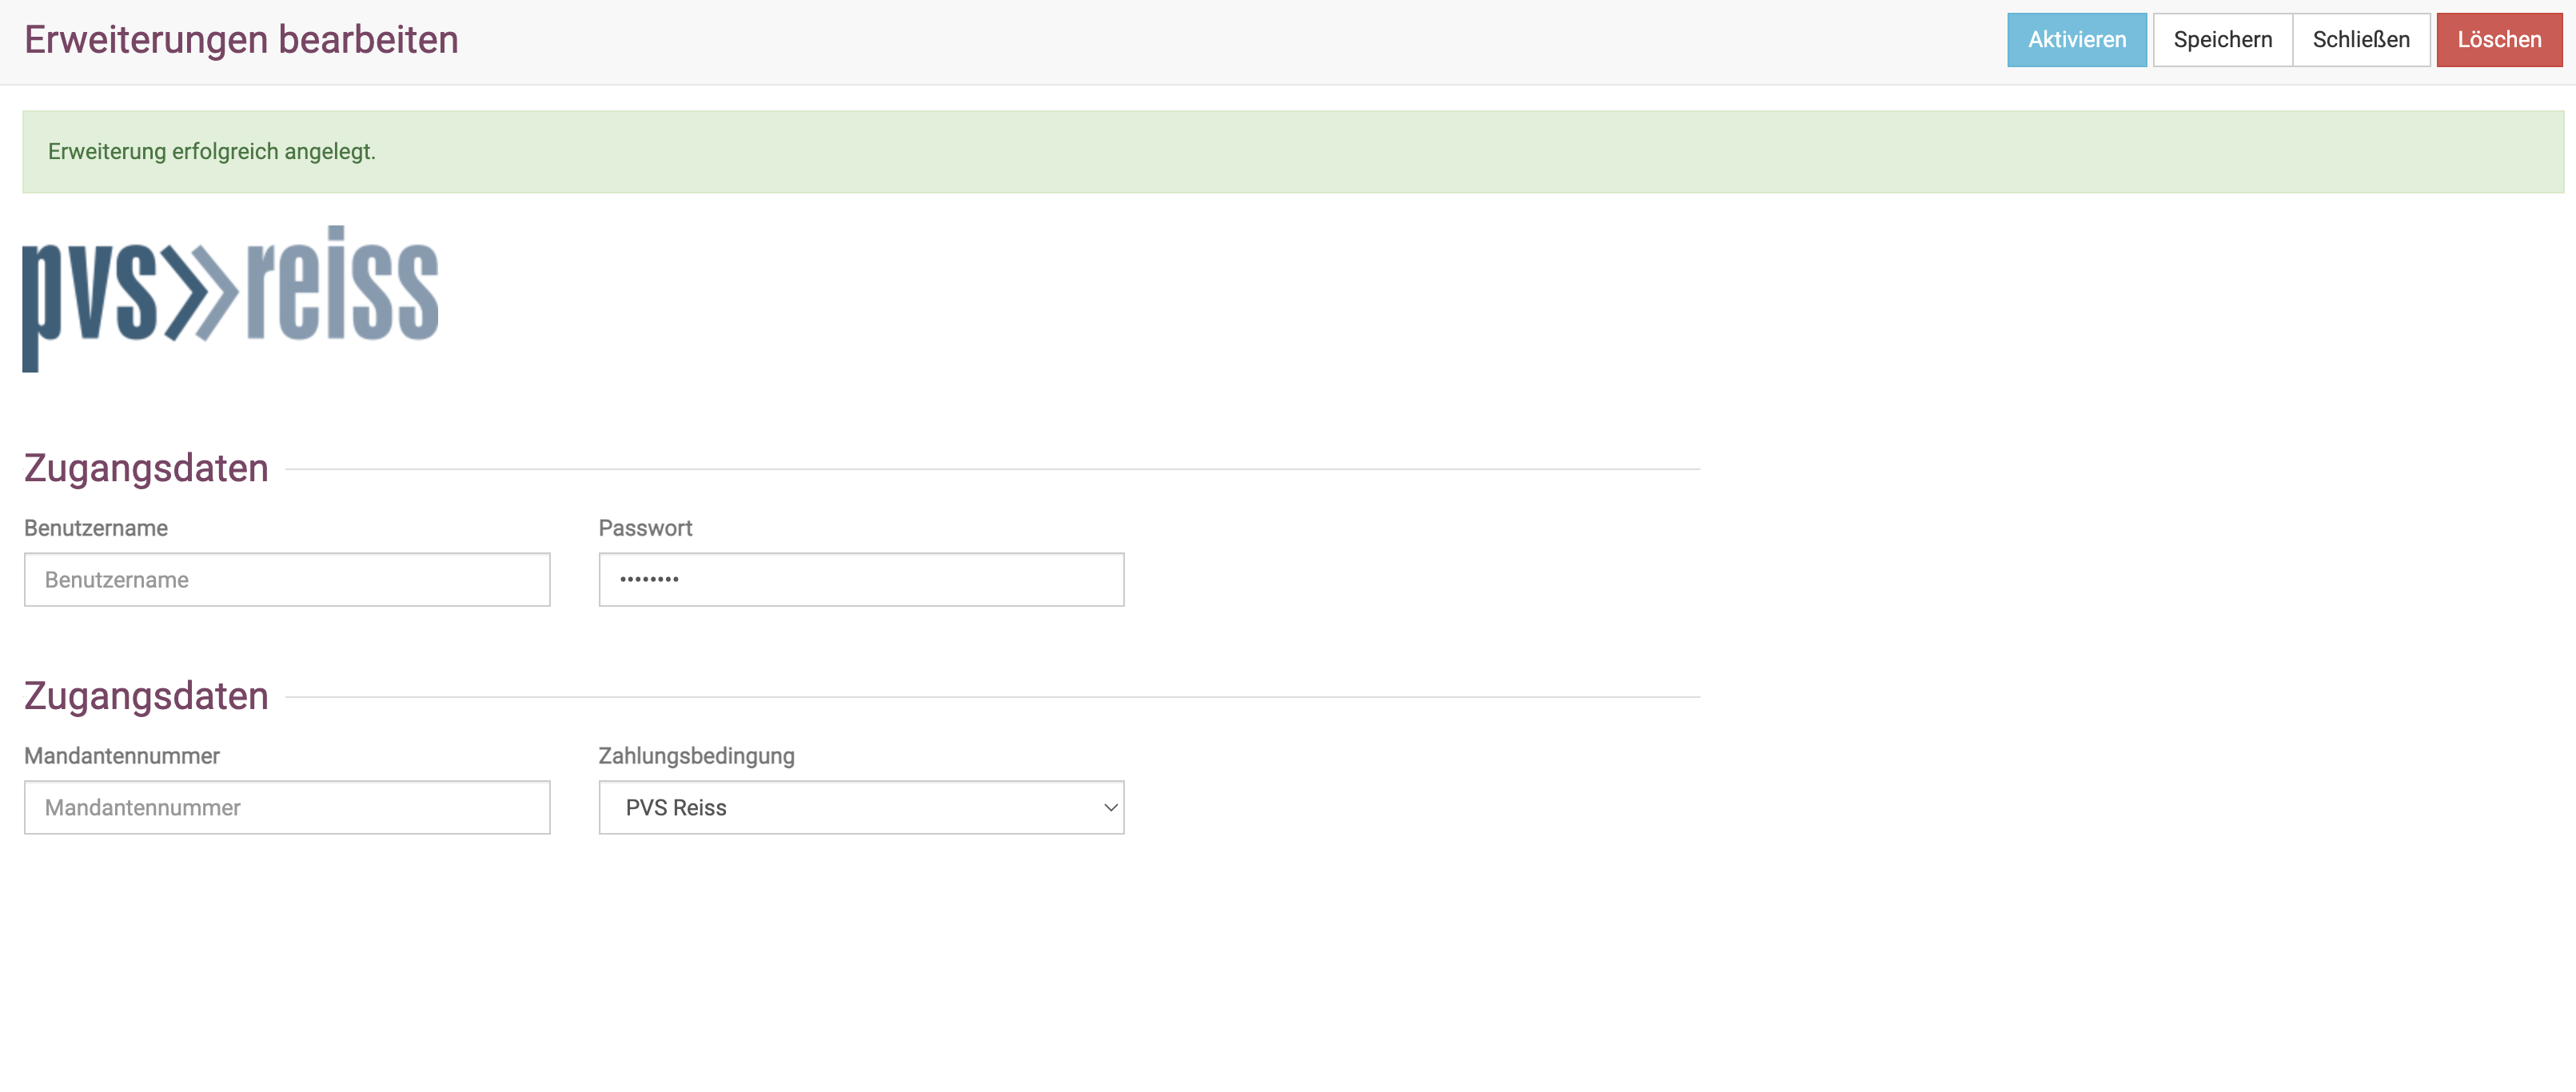 Erweiterungen bearbeiten
Aktivieren Speichern Schließen Löschen
Erweiterung erfolgreich angelegt.
pvs»reiss
Zugangsdaten
Benutzername Passwort
Benutzername ••••••••
Zugangsdaten
Mandantennummer Zahlungsbedingung
Mandantennummer PVS Reiss